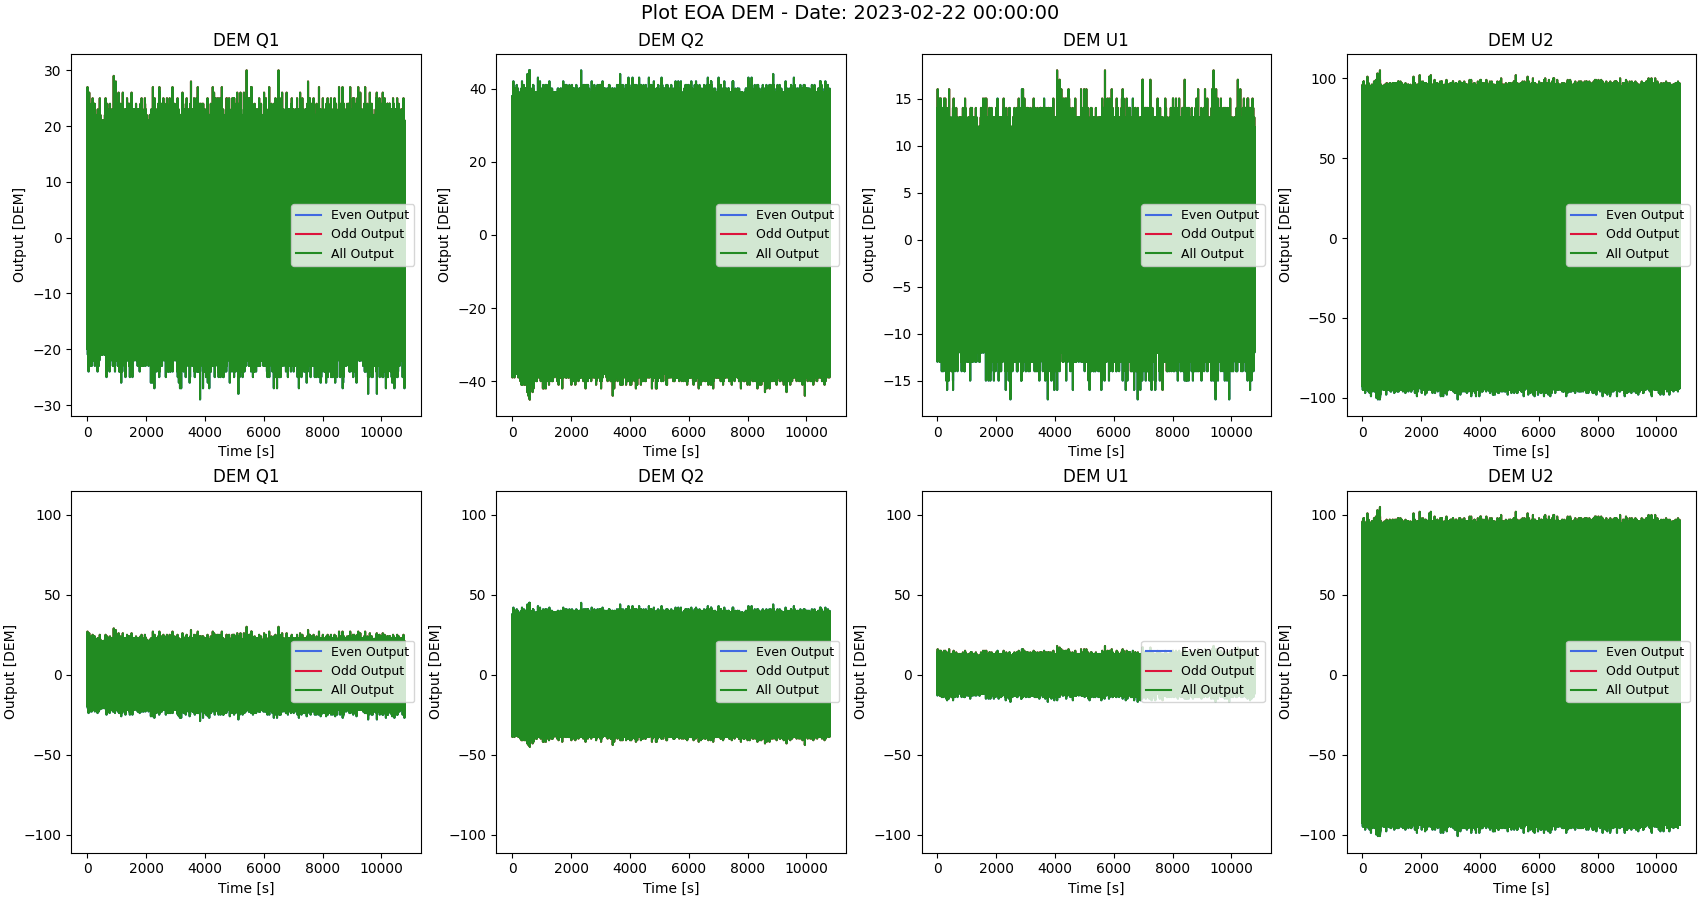 Plot EOA DEM - Date: 2023-02-22 00:00:00
DEM Q1
30
20
10
0
−10
−20
−30
Output [DEM]
0 2000 4000 6000 8000 10000
Time [s]
Even Output
Odd Output
All Output
DEM Q2
40
20
0
−20
−40
Output [DEM]
0 2000 4000 6000 8000 10000
Time [s]
Even Output
Odd Output
All Output
DEM U1
15
10
5
0
−5
−10
−15
Output [DEM]
0 2000 4000 6000 8000 10000
Time [s]
Even Output
Odd Output
All Output
DEM U2
100
50
0
−50
−100
Output [DEM]
0 2000 4000 6000 8000 10000
Time [s]
Even Output
Odd Output
All Output
DEM Q1
100
50
0
−50
−100
Output [DEM]
0 2000 4000 6000 8000 10000
Time [s]
Even Output
Odd Output
All Output
DEM Q2
100
50
0
−50
−100
Output [DEM]
0 2000 4000 6000 8000 10000
Time [s]
Even Output
Odd Output
All Output
DEM U1
100
50
0
−50
−100
Output [DEM]
0 2000 4000 6000 8000 10000
Time [s]
Even Output
Odd Output
All Output
DEM U2
100
50
0
−50
−100
Output [DEM]
0 2000 4000 6000 8000 10000
Time [s]
Even Output
Odd Output
All Output